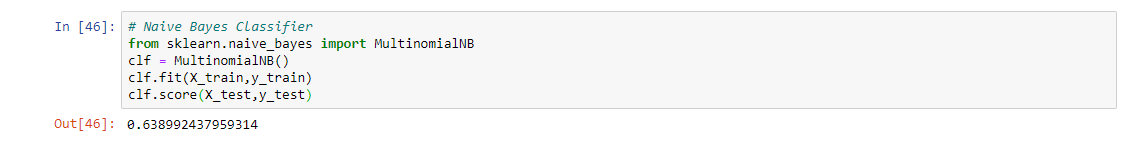 In [46]: # Naive Bayes Classifier
from sklearn.naive_bayes import MultinomialNB
clf = MultinomialNB()
clf.fit(X_train,y_train)
clf.score(X_test,y_test)
Out[46]: 0.638992437959314